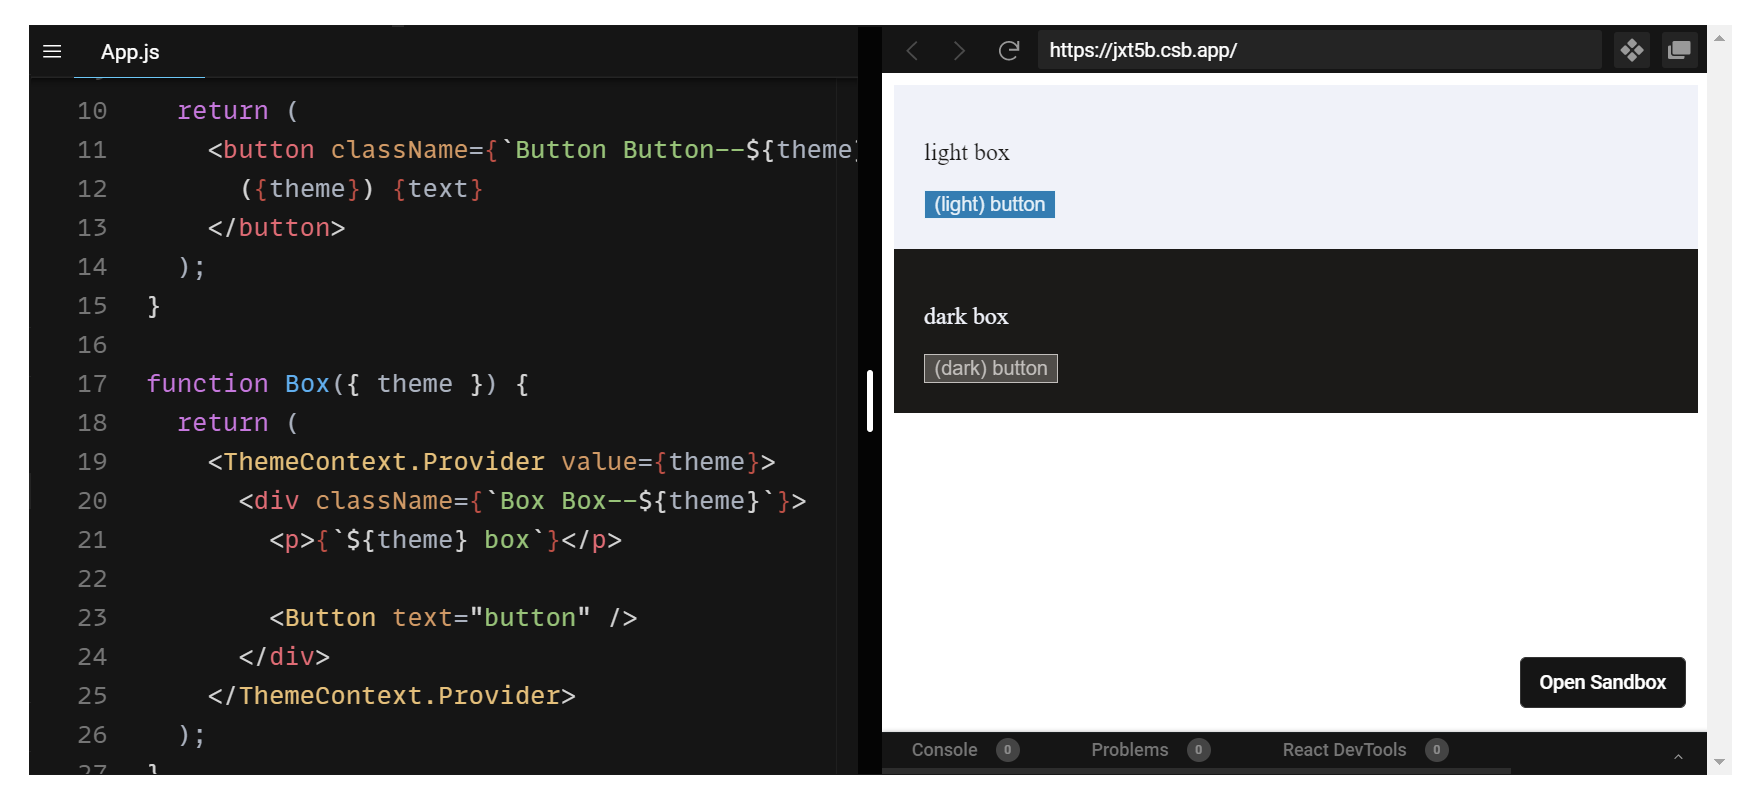 App.js
10 return (
11 <button className={`Button Button--${theme}
12 ({theme}) {text}
13 </button>
14 );
15 }
16
17 function Box({ theme }) {
18 return (
19 <ThemeContext.Provider value={theme}>
20 <div className={`Box Box--${theme}`}>
21 <p>{`${theme} box`}</p>
22
23 <Button text="button" />
24 </div>
25 </ThemeContext.Provider>
26 );
27 }
https://jxt5b.csb.app/
light box
(light) button
dark box
(dark) button
Open Sandbox
Console 0 Problems 0 React DevTools 0